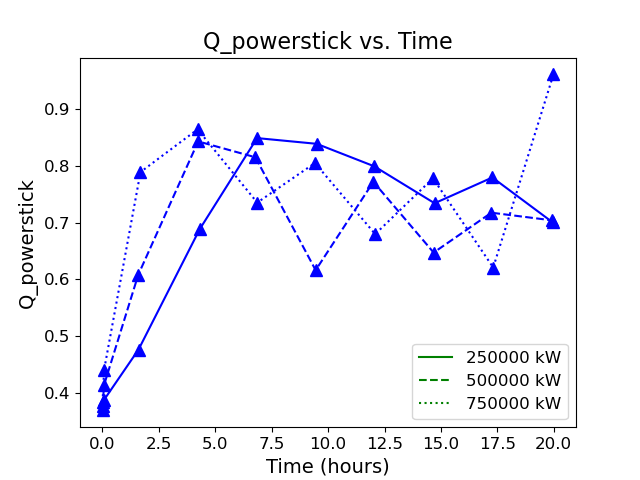 Q_powerstick vs. Time
Q_powerstick
0.9
0.8
0.7
0.6
0.5
0.4
250000 kW
500000 kW
750000 kW
0.0 2.5 5.0 7.5 10.0 12.5 15.0 17.5 20.0
Time (hours)